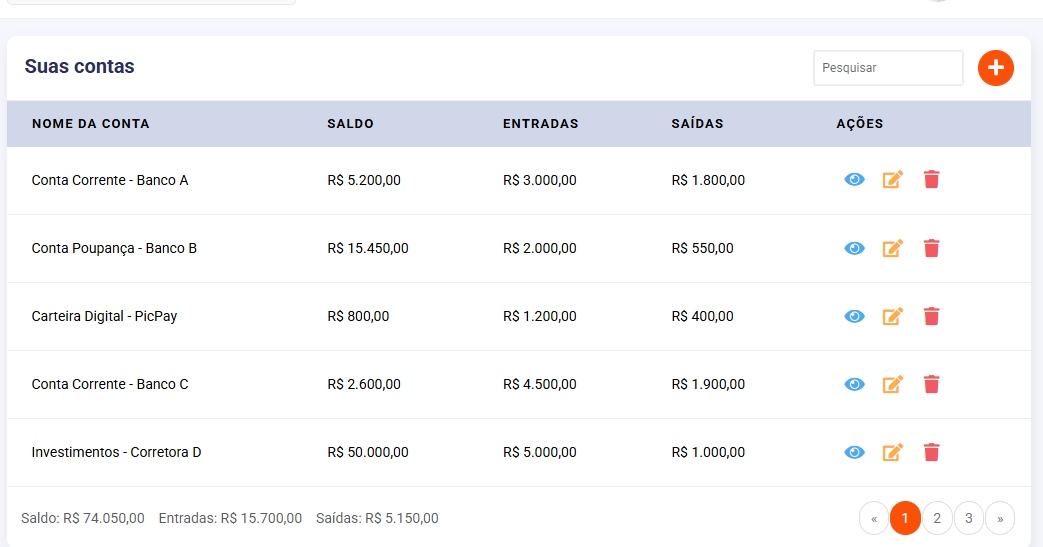 Suas contas
Pesquisar
NOME DA CONTA SALDO ENTRADAS SAÍDAS AÇÕES
Conta Corrente - Banco A R$ 5.200,00 R$ 3.000,00 R$ 1.800,00
Conta Poupança - Banco B R$ 15.450,00 R$ 2.000,00 R$ 550,00
Carteira Digital - PicPay R$ 800,00 R$ 1.200,00 R$ 400,00
Conta Corrente - Banco C R$ 2.600,00 R$ 4.500,00 R$ 1.900,00
Investimentos - Corretora D R$ 50.000,00 R$ 5.000,00 R$ 1.000,00
Saldo: R$ 74.050,00 Entradas: R$ 15.700,00 Saídas: R$ 5.150,00
« 1 2 3 »